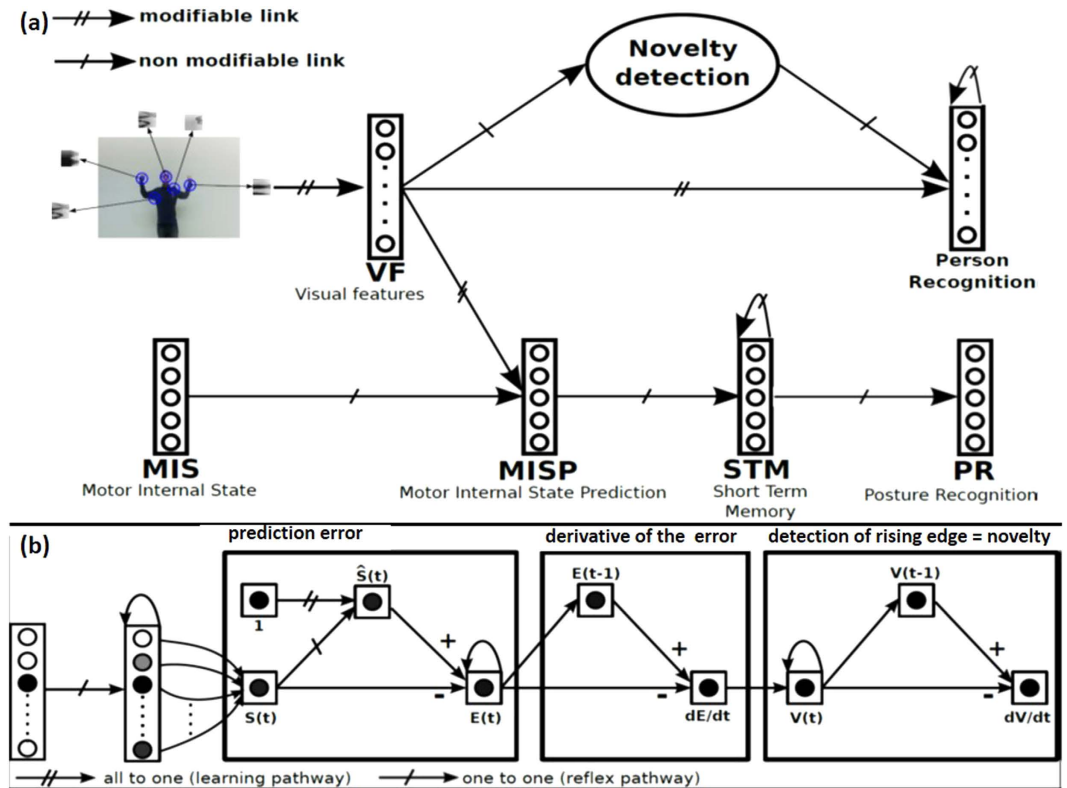 (a)
modifiable link
non modifiable link
Novelty
detection
VF
Visual features
Person
Recognition
MIS
Motor Internal State
MISP
Motor Internal State Prediction
STM
Short Term
Memory
PR
Posture Recognition
(b)
prediction error
derivative of the error
detection of rising edge = novelty
Ŝ(t)
1
S(t)
+
-
E(t)
E(t-1)
+
-
dE/dt
V(t-1)
+
-
V(t)
dV/dt
all to one (learning pathway)
one to one (reflex pathway)